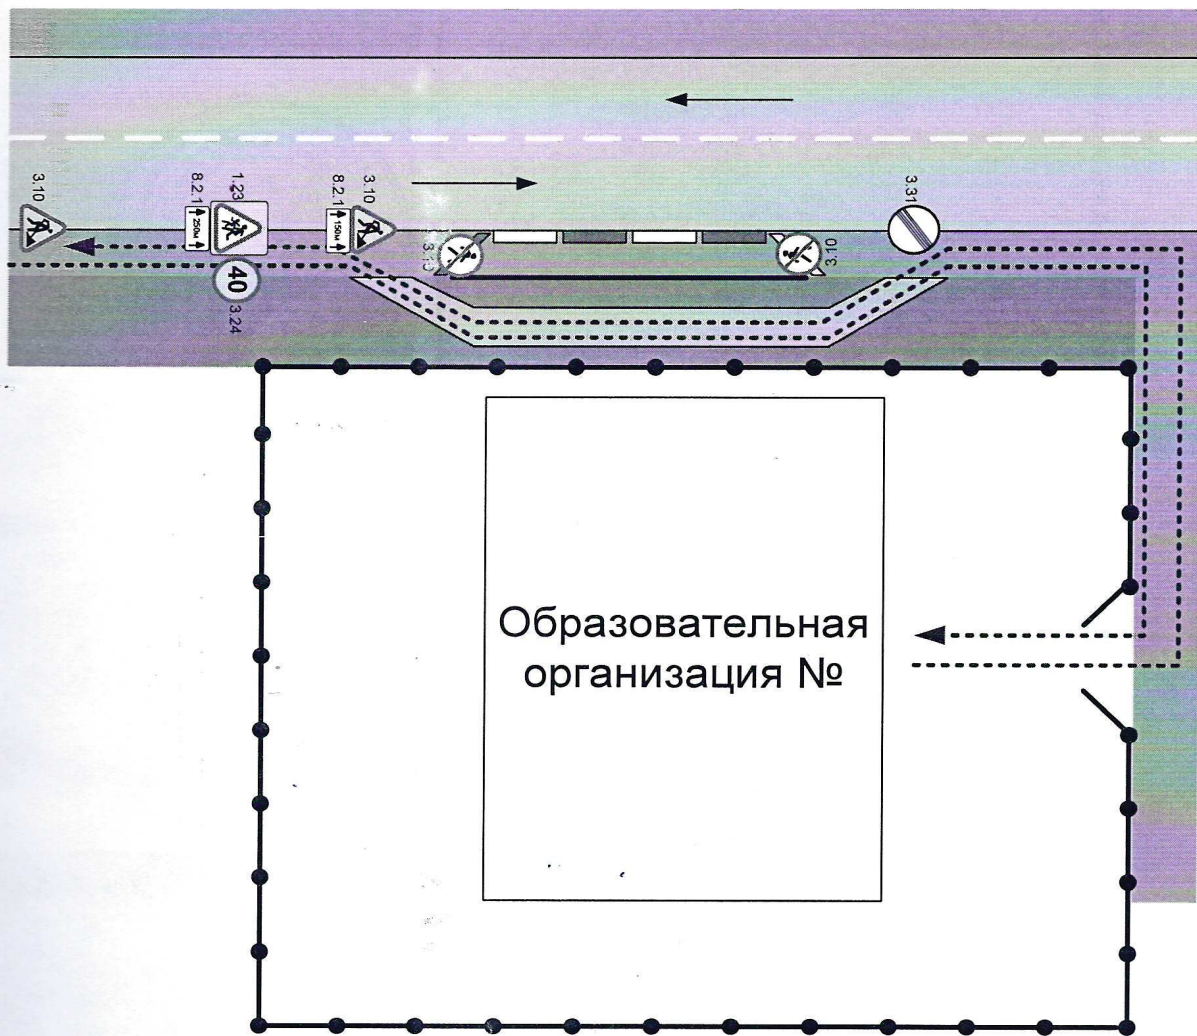 3.10
8.2.1
250м
1.23
40
3.24
8.2.1
150м
3.10
3.10
3.31
Образовательная
организация №